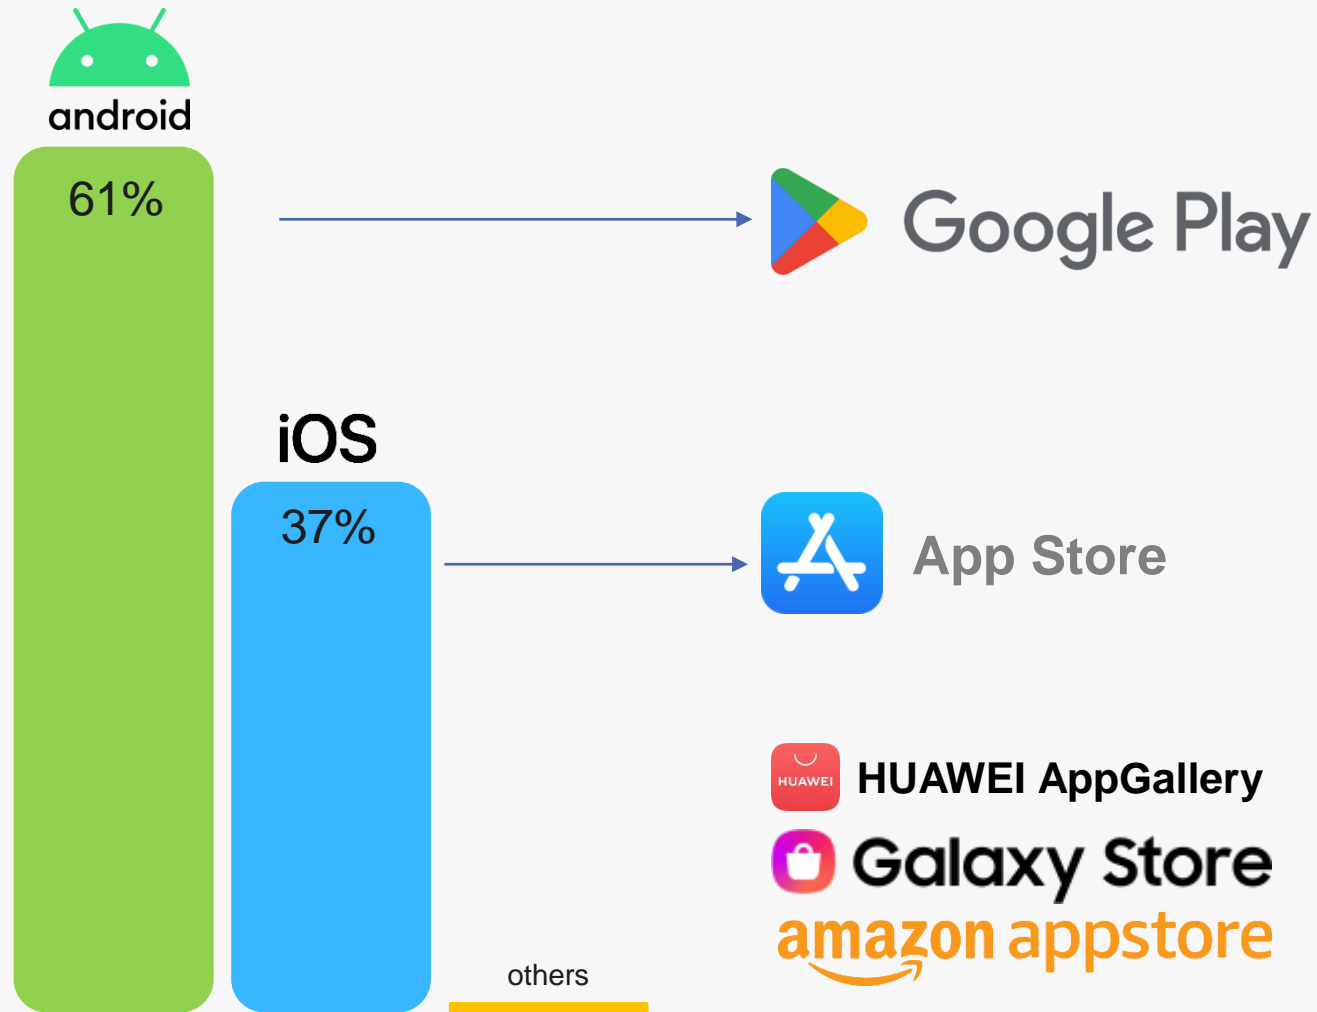 android
61%
Google Play
iOS
37%
App Store
HUAWEI
HUAWEI AppGallery
Galaxy Store
amazon appstore
others